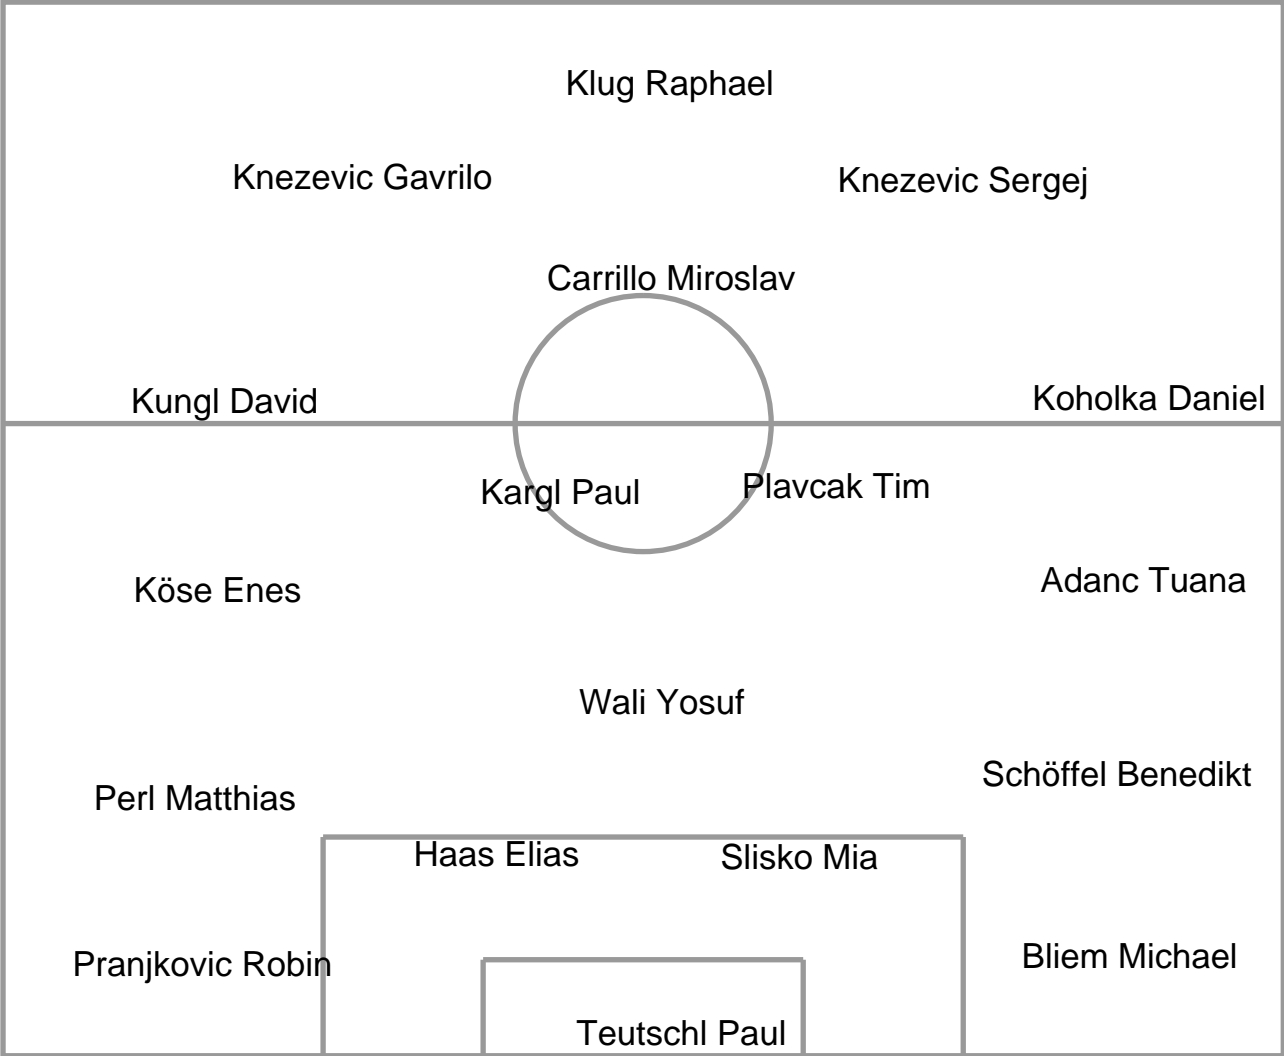 Klug Raphael
Knezevic Gavrilo
Knezevic Sergej
Carrillo Miroslav
Kungl David
Koholka Daniel
Kargl Paul
Plavcak Tim
Köse Enes
Adanc Tuana
Wali Yosuf
Schöffel Benedikt
Perl Matthias
Haas Elias
Slisko Mia
Pranjkovic Robin
Bliem Michael
Teutschl Paul